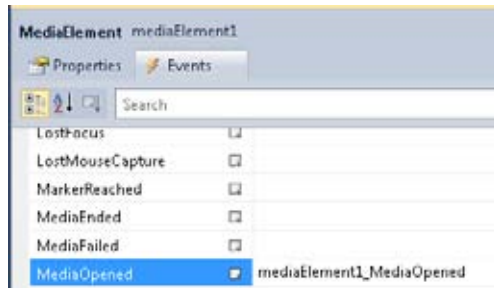 MediaElement mediaElement1
Properties Events
Search
LostFocus
LostMouseCapture
MarkerReached
MediaEnded
MediaFailed
MediaOpened mediaElement1_MediaOpened